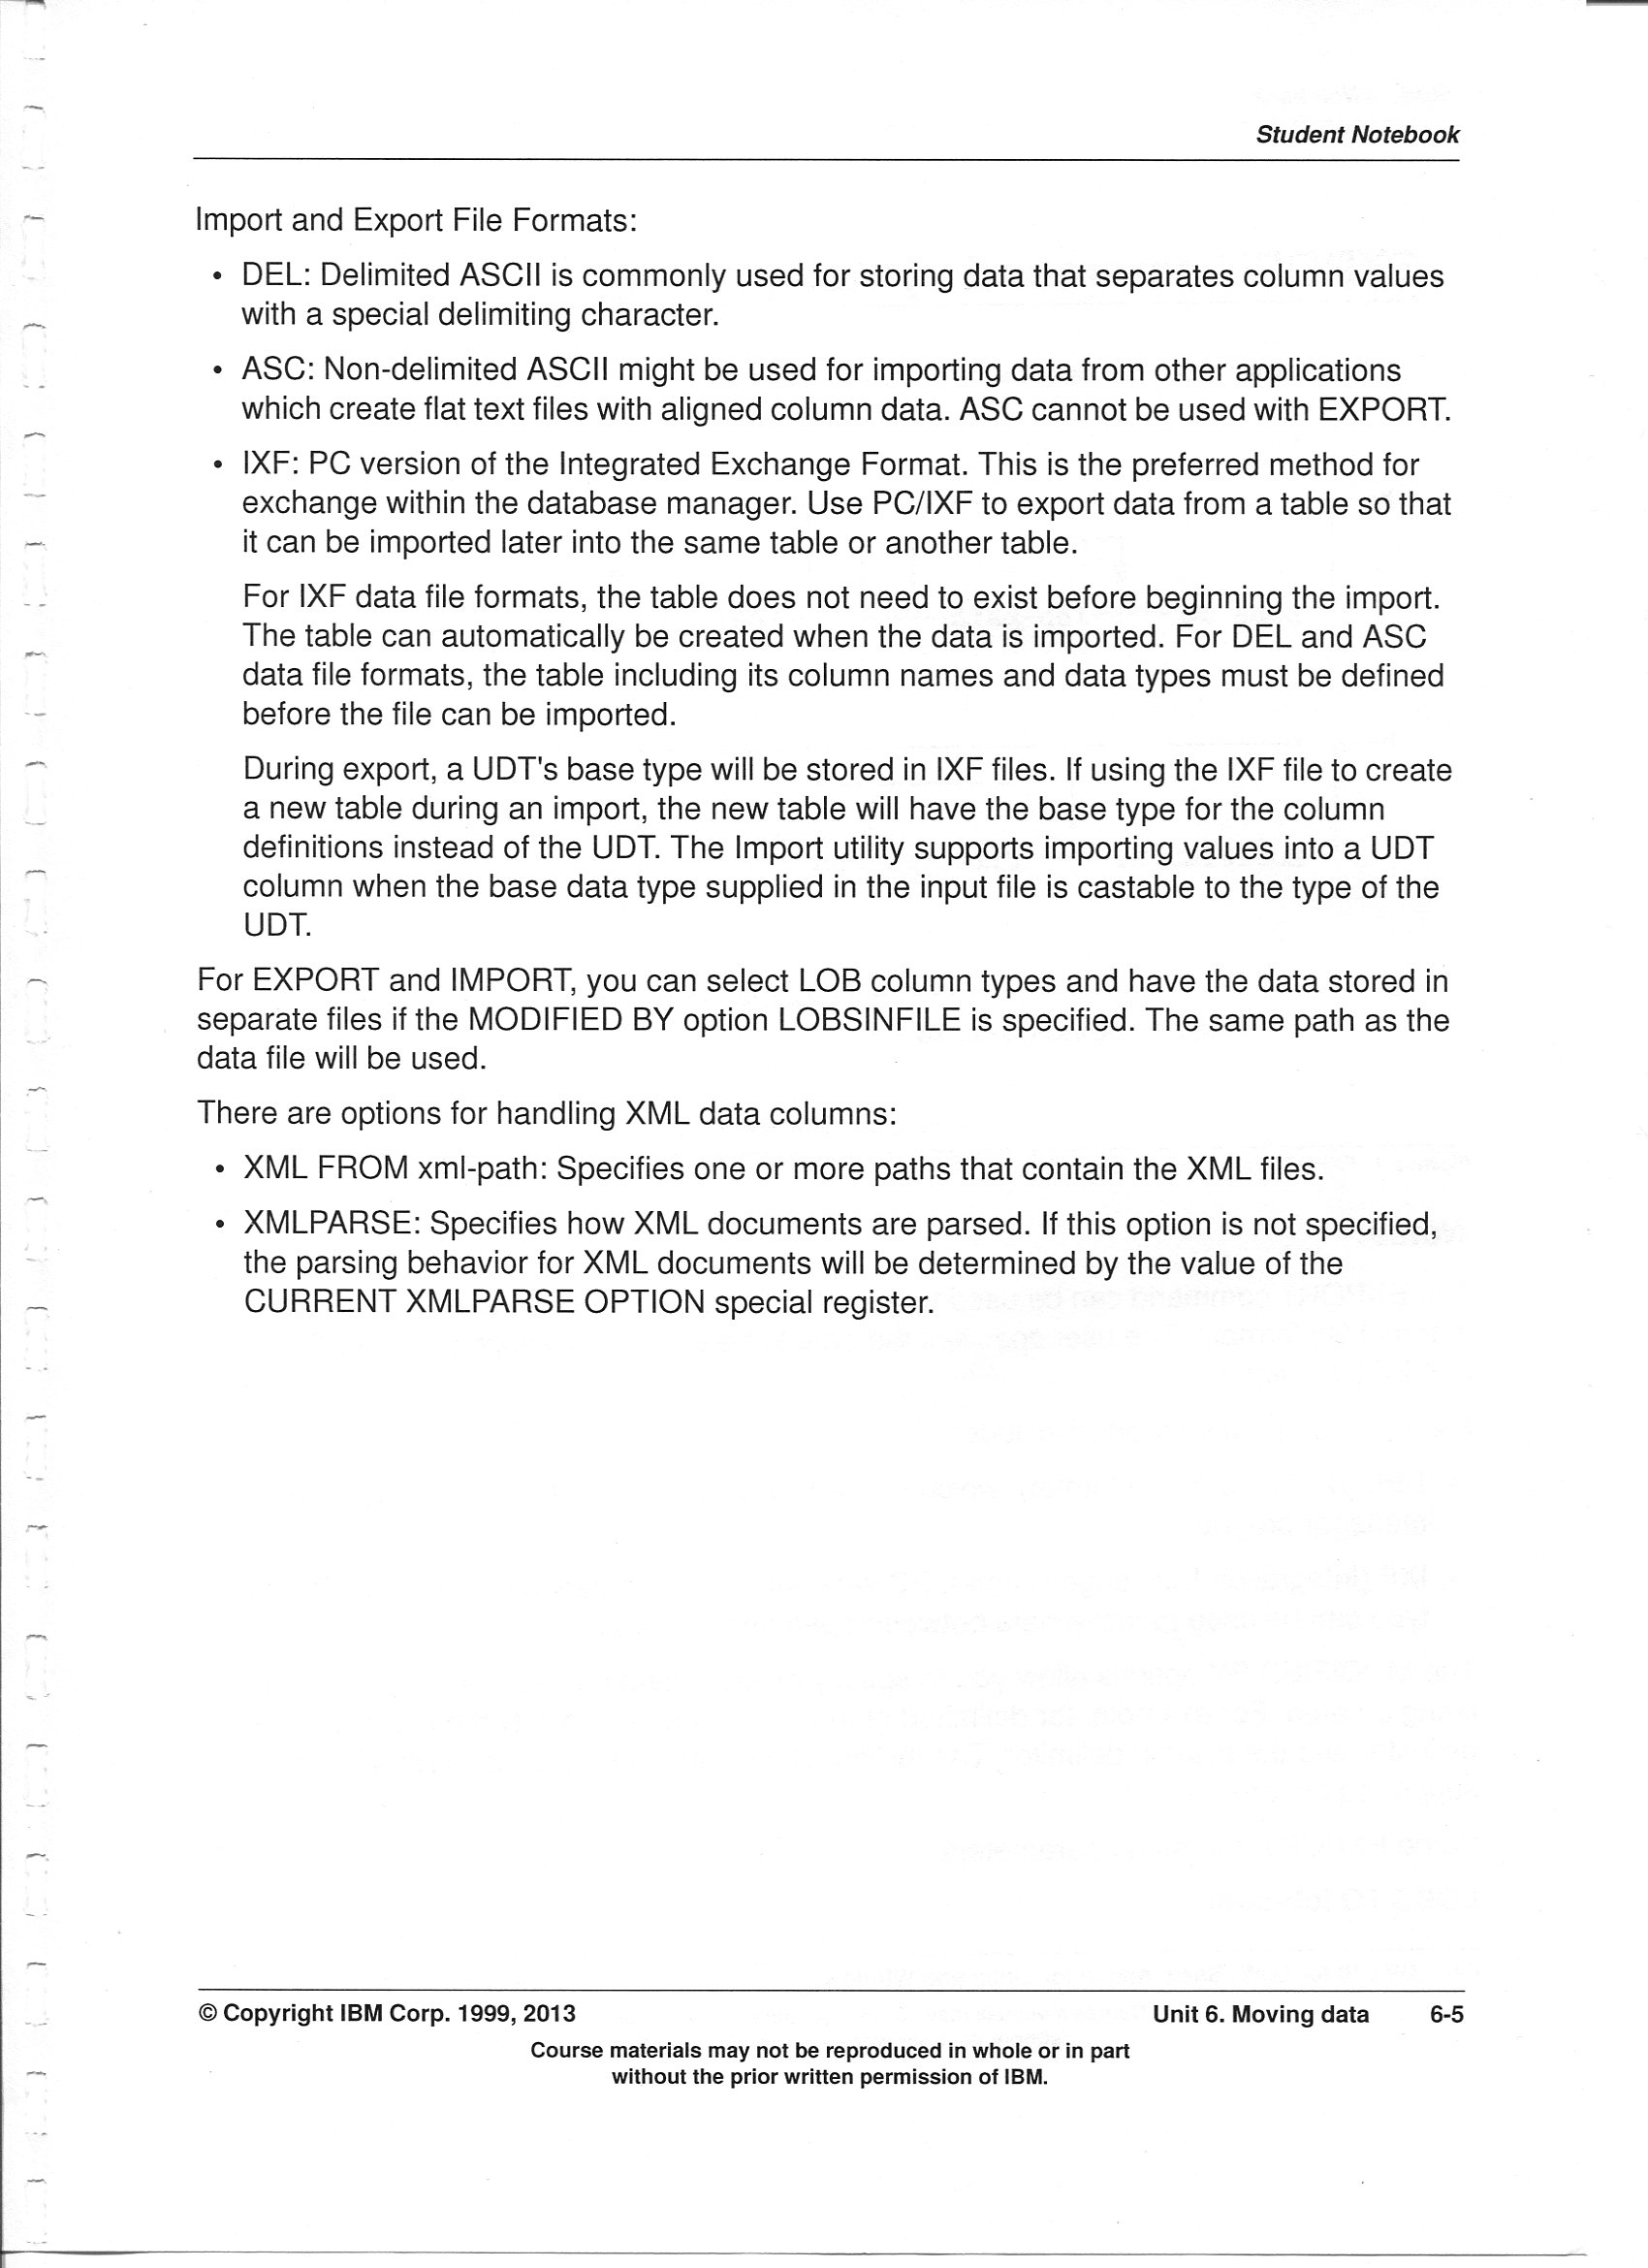 Student Notebook
Import and Export File Formats:
• DEL: Delimited ASCII is commonly used for storing data that separates column values
with a special delimiting character.
• ASC: Non-delimited ASCII might be used for importing data from other applications
which create flat text files with aligned column data. ASC cannot be used with EXPORT.
• IXF: PC version of the Integrated Exchange Format. This is the preferred method for
exchange within the database manager. Use PC/IXF to export data from a table so that
it can be imported later into the same table or another table.
For IXF data file formats, the table does not need to exist before beginning the import.
The table can automatically be created when the data is imported. For DEL and ASC
data file formats, the table including its column names and data types must be defined
before the file can be imported.
During export, a UDT's base type will be stored in IXF files. If using the IXF file to create
a new table during an import, the new table will have the base type for the column
definitions instead of the UDT. The Import utility supports importing values into a UDT
column when the base data type supplied in the input file is castable to the type of the
UDT.
For EXPORT and IMPORT, you can select LOB column types and have the data stored in
separate files if the MODIFIED BY option LOBSINFILE is specified. The same path as the
data file will be used.
There are options for handling XML data columns:
• XML FROM xml-path: Specifies one or more paths that contain the XML files.
• XMLPARSE: Specifies how XML documents are parsed. If this option is not specified,
the parsing behavior for XML documents will be determined by the value of the
CURRENT XMLPARSE OPTION special register.
© Copyright IBM Corp. 1999, 2013 Unit 6. Moving data 6-5
Course materials may not be reproduced in whole or in part
without the prior written permission of IBM.